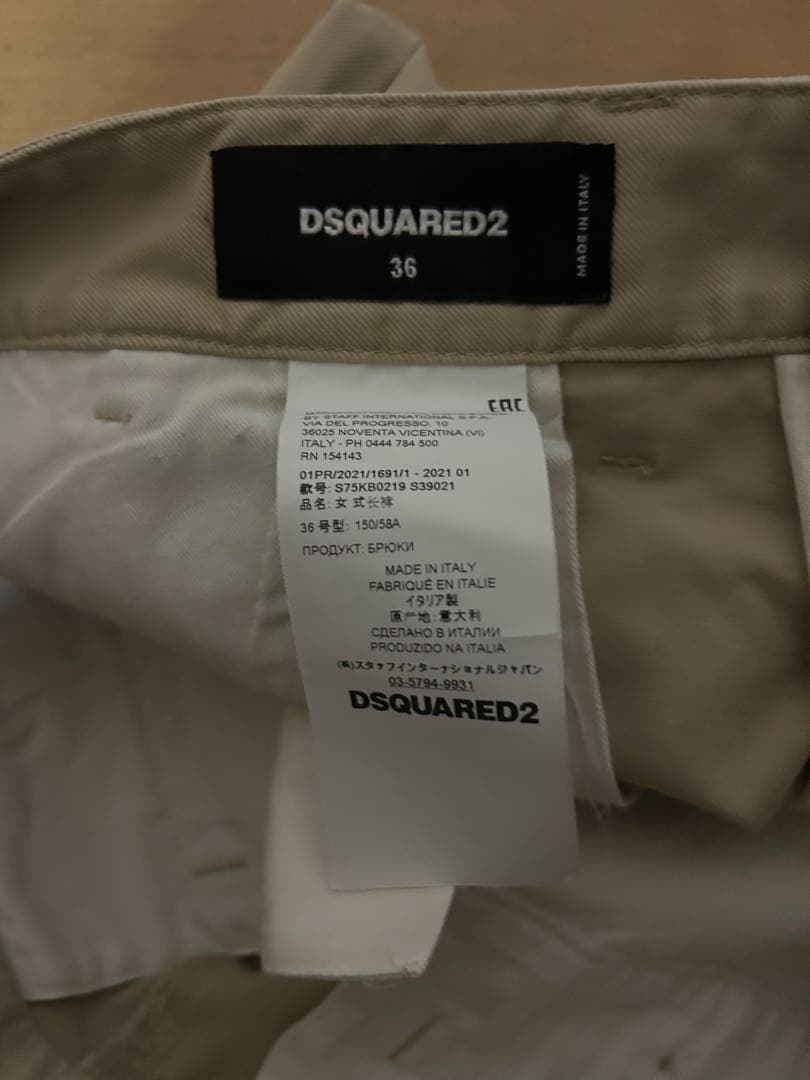 DSQUARED2
36
MADE IN ITALY
EAC
BY STAFF INTERNATIONAL S.P.A.
VIA DEL PROGRESSO, 10
36025 NOVENTA VICENTINA (VI)
ITALY - PH 0444 784 500
RN 154143
01PR/2021/1691/1 - 2021 01
款号: S75KB0219 S39021
品名: 女 式长裤
36 号型: 150/58A
ПРОДУКТ: БРЮКИ
MADE IN ITALY
FABRIQUÉ EN ITALIE
イタリア製
原产地: 意大利
СДЕЛАНО В ИТАЛИИ
PRODUZIDO NA ITALIA
(株)スタッフインターナショナルジャパン
03-5794-9931
DSQUARED2